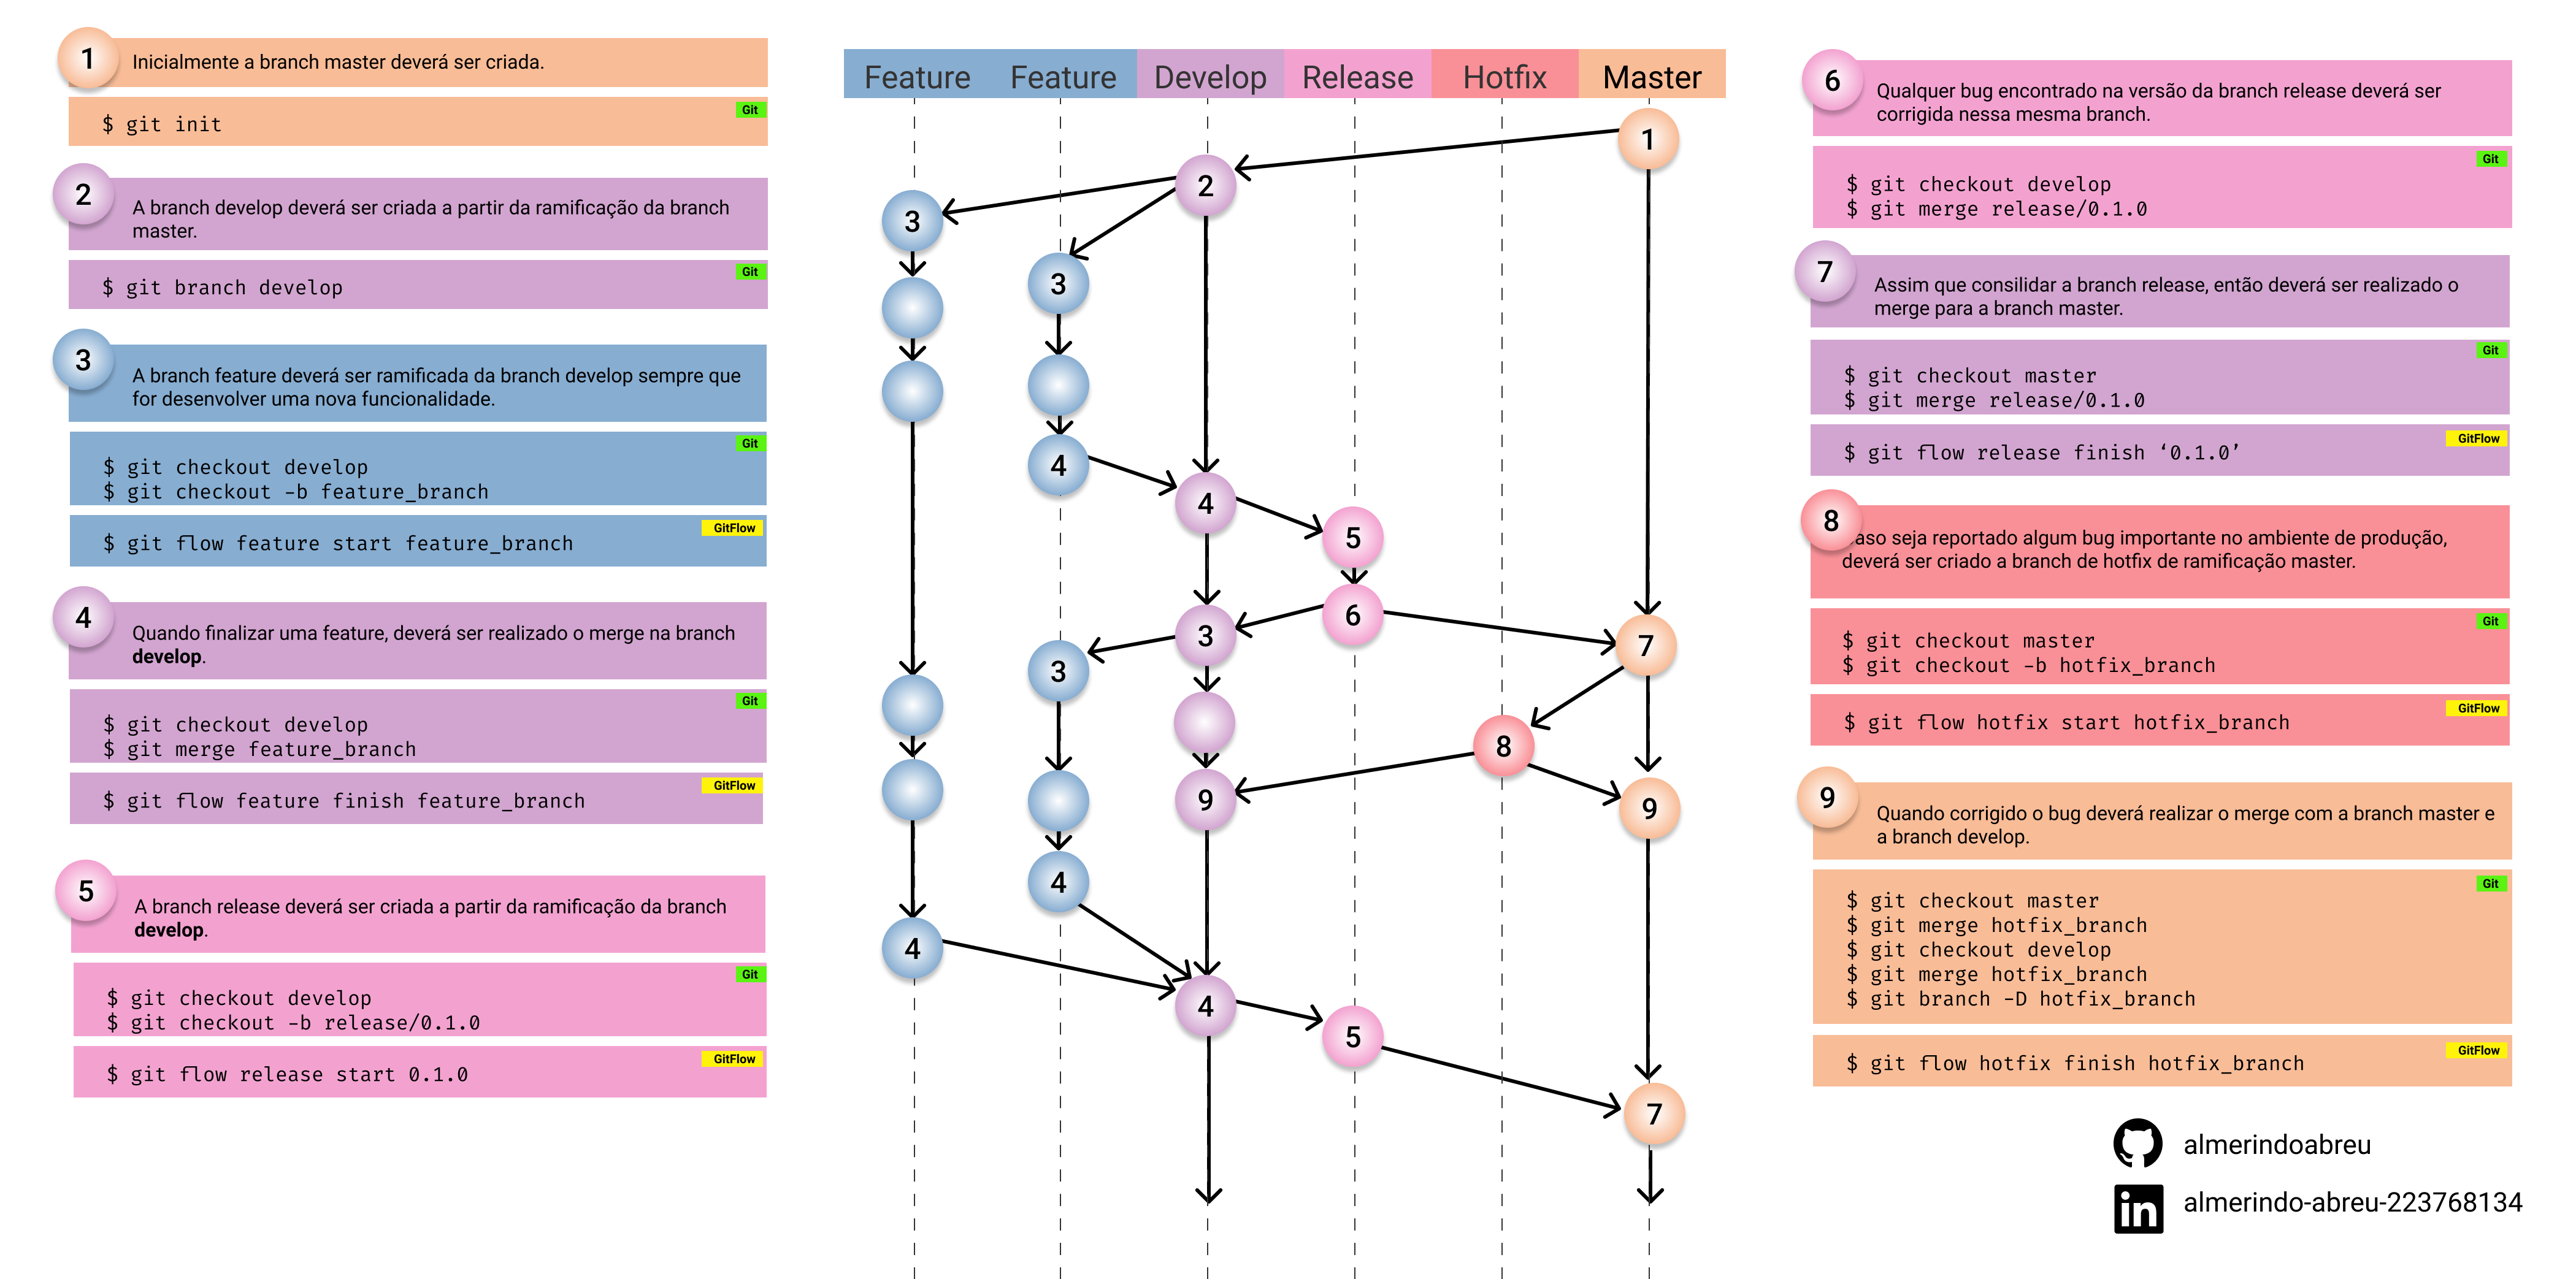 1
Inicialmente a branch master deverá ser criada.
Git
$ git init
2
A branch develop deverá ser criada a partir da ramificação da branch
master.
Git
$ git branch develop
3
A branch feature deverá ser ramificada da branch develop sempre que
for desenvolver uma nova funcionalidade.
Git
$ git checkout develop
$ git checkout -b feature_branch
GitFlow
$ git flow feature start feature_branch
4
Quando finalizar uma feature, deverá ser realizado o merge na branch
develop.
Git
$ git checkout develop
$ git merge feature_branch
GitFlow
$ git flow feature finish feature_branch
5
A branch release deverá ser criada a partir da ramificação da branch
develop.
Git
$ git checkout develop
$ git checkout -b release/0.1.0
GitFlow
$ git flow release start 0.1.0
Feature Feature Develop Release Hotfix Master
1
2
3
3
4
4
5
6
3
7
3
8
9
9
4
4
4
5
7
6
Qualquer bug encontrado na versão da branch release deverá ser
corrigida nessa mesma branch.
Git
$ git checkout develop
$ git merge release/0.1.0
7
Assim que consilidar a branch release, então deverá ser realizado o
merge para a branch master.
Git
$ git checkout master
$ git merge release/0.1.0
GitFlow
$ git flow release finish ‘0.1.0’
8
aso seja reportado algum bug importante no ambiente de produção,
deverá ser criado a branch de hotfix de ramificação master.
Git
$ git checkout master
$ git checkout -b hotfix_branch
GitFlow
$ git flow hotfix start hotfix_branch
9
Quando corrigido o bug deverá realizar o merge com a branch master e
a branch develop.
Git
$ git checkout master
$ git merge hotfix_branch
$ git checkout develop
$ git merge hotfix_branch
$ git branch -D hotfix_branch
GitFlow
$ git flow hotfix finish hotfix_branch
almerindoabreu
in almerindo-abreu-223768134